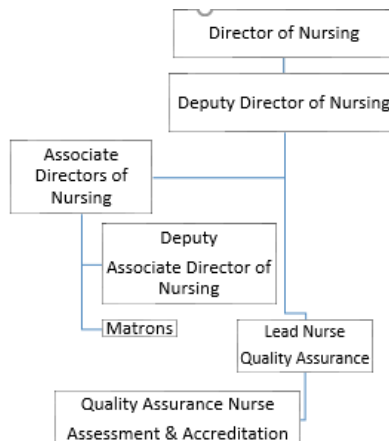 Director of Nursing
Deputy Director of Nursing
Associate
Directors of
Nursing
Deputy
Associate Director of
Nursing
Matrons
Lead Nurse
Quality Assurance
Quality Assurance Nurse
Assessment & Accreditation